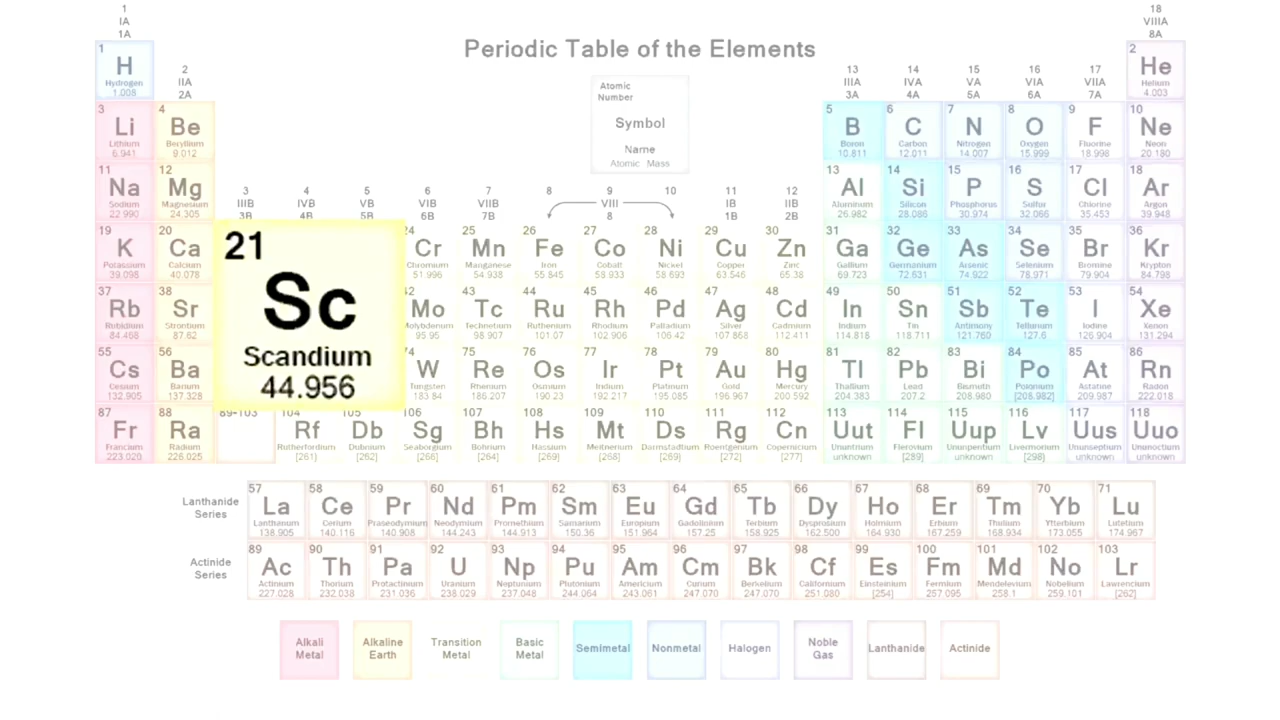 1
IA
1A
18
VIIIA
8A
Periodic Table of the Elements
1
H
Hydrogen
1.008
2
IIA
2A
13
IIIA
3A
14
IVA
4A
15
VA
5A
16
VIA
6A
17
VIIA
7A
2
He
Helium
4.003
Atomic
Number
Symbol
Name
Atomic Mass
3
Li
Lithium
6.941
4
Be
Beryllium
9.012
5
B
Boron
10.811
6
C
Carbon
12.011
7
N
Nitrogen
14.007
8
O
Oxygen
15.999
9
F
Fluorine
18.998
10
Ne
Neon
20.180
11
Na
Sodium
22.990
12
Mg
Magnesium
24.305
3
IIIB
3B
4
IVB
4B
5
VB
5B
6
VIB
6B
7
VIIB
7B
8
9
10
VIII
8
11
IB
1B
12
IIB
2B
13
Al
Aluminum
26.982
14
Si
Silicon
28.086
15
P
Phosphorus
30.974
16
S
Sulfur
32.066
17
Cl
Chlorine
35.453
18
Ar
Argon
39.948
19
K
Potassium
39.098
20
Ca
Calcium
40.078
21
Sc
Scandium
44.956
24
Cr
Chromium
51.996
25
Mn
Manganese
54.938
26
Fe
Iron
55.845
27
Co
Cobalt
58.933
28
Ni
Nickel
58.693
29
Cu
Copper
63.546
30
Zn
Zinc
65.38
31
Ga
Gallium
69.723
32
Ge
Germanium
72.631
33
As
Arsenic
74.922
34
Se
Selenium
78.971
35
Br
Bromine
79.904
36
Kr
Krypton
84.798
37
Rb
Rubidium
84.468
38
Sr
Strontium
87.62
42
Mo
Molybdenum
95.95
43
Tc
Technetium
98.907
44
Ru
Ruthenium
101.07
45
Rh
Rhodium
102.906
46
Pd
Palladium
106.42
47
Ag
Silver
107.868
48
Cd
Cadmium
112.411
49
In
Indium
114.818
50
Sn
Tin
118.711
51
Sb
Antimony
121.760
52
Te
Tellurium
127.6
53
I
Iodine
126.904
54
Xe
Xenon
131.294
55
Cs
Cesium
132.905
56
Ba
Barium
137.328
74
W
Tungsten
183.84
75
Re
Rhenium
186.207
76
Os
Osmium
190.23
77
Ir
Iridium
192.217
78
Pt
Platinum
195.085
79
Au
Gold
196.967
80
Hg
Mercury
200.592
81
Tl
Thallium
204.383
82
Pb
Lead
207.2
83
Bi
Bismuth
208.980
84
Po
Polonium
[208.982]
85
At
Astatine
209.987
86
Rn
Radon
222.018
87
Fr
Francium
223.020
88
Ra
Radium
226.025
89-103
104
Rf
Rutherfordium
[261]
105
Db
Dubnium
[262]
106
Sg
Seaborgium
[266]
107
Bh
Bohrium
[264]
108
Hs
Hassium
[269]
109
Mt
Meitnerium
[268]
110
Ds
Darmstadtium
[269]
111
Rg
Roentgenium
[272]
112
Cn
Copernicium
[277]
113
Uut
Ununtrium
unknown
114
Fl
Flerovium
[289]
115
Uup
Ununpentium
unknown
116
Lv
Livermorium
[298]
117
Uus
Ununseptium
unknown
118
Uuo
Ununoctium
unknown
Lanthanide
Series
57
La
Lanthanum
138.905
58
Ce
Cerium
140.116
59
Pr
Praseodymium
140.908
60
Nd
Neodymium
144.243
61
Pm
Promethium
144.913
62
Sm
Samarium
150.36
63
Eu
Europium
151.964
64
Gd
Gadolinium
157.25
65
Tb
Terbium
158.925
66
Dy
Dysprosium
162.500
67
Ho
Holmium
164.930
68
Er
Erbium
167.259
69
Tm
Thulium
168.934
70
Yb
Ytterbium
173.055
71
Lu
Lutetium
174.967
Actinide
Series
89
Ac
Actinium
227.028
90
Th
Thorium
232.038
91
Pa
Protactinium
231.036
92
U
Uranium
238.029
93
Np
Neptunium
237.048
94
Pu
Plutonium
244.064
95
Am
Americium
243.061
96
Cm
Curium
247.070
97
Bk
Berkelium
247.070
98
Cf
Californium
251.080
99
Es
Einsteinium
[254]
100
Fm
Fermium
257.095
101
Md
Mendelevium
258.1
102
No
Nobelium
259.101
103
Lr
Lawrencium
[262]
Alkali
Metal
Alkaline
Earth
Transition
Metal
Basic
Metal
Semimetal
Nonmetal
Halogen
Noble
Gas
Lanthanide
Actinide